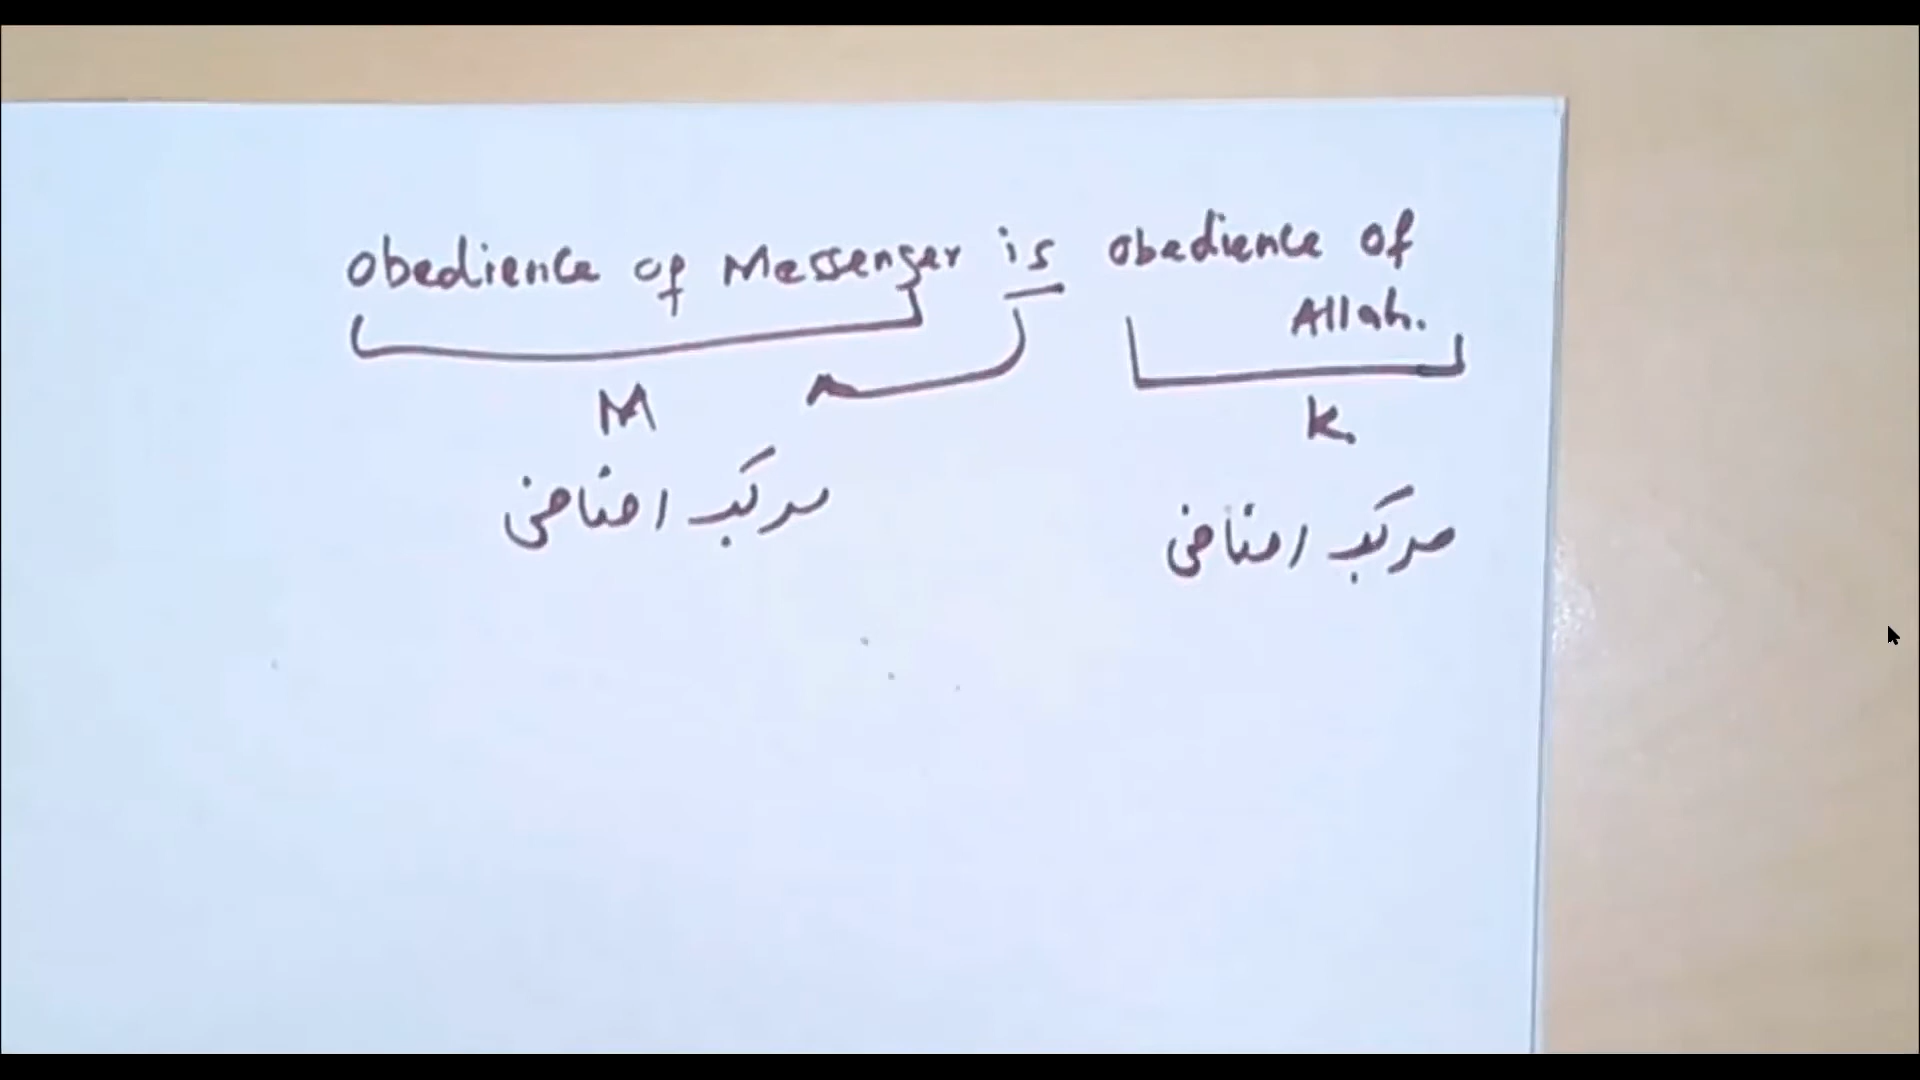 Obedience of Messenger is obedience of
Allah.
M
K.
مرکب اضافی
مرکب اضافی